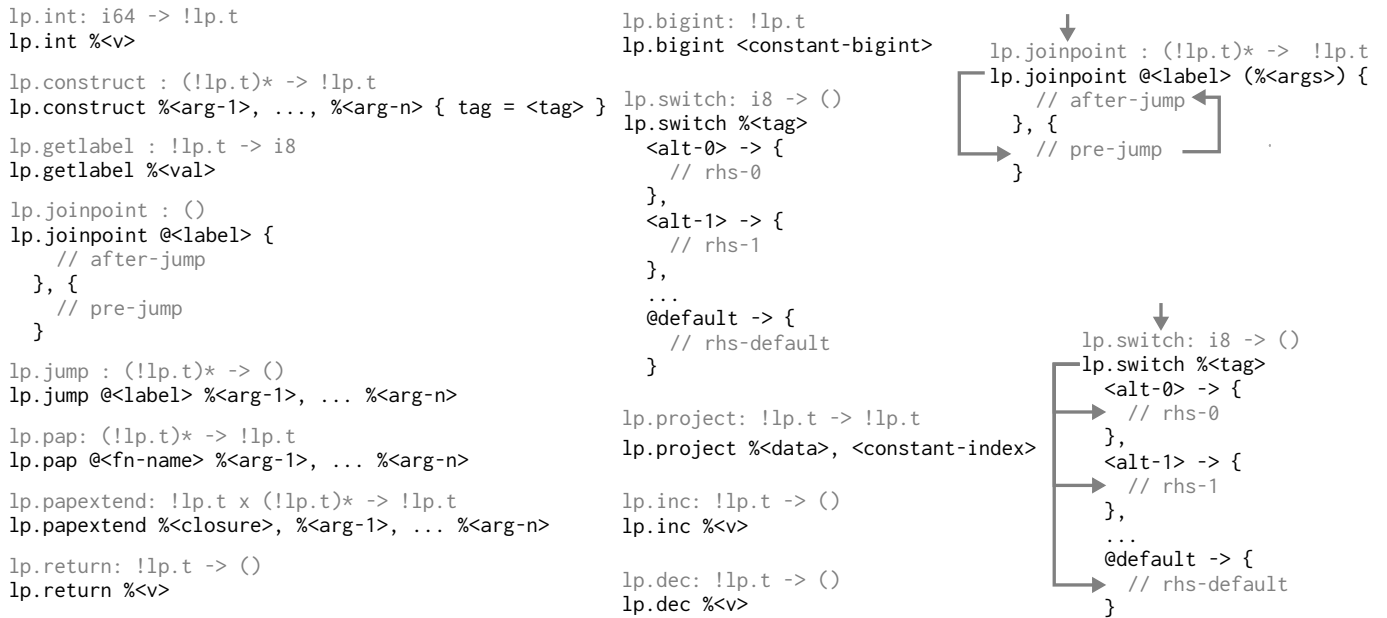 lp.int: i64 -> !lp.t
lp.int %<v>
lp.construct : (!lp.t)* -> !lp.t
lp.construct %<arg-1>, ..., %<arg-n> { tag = <tag> }
lp.getlabel : !lp.t -> i8
lp.getlabel %<val>
lp.joinpoint : ()
lp.joinpoint @<label> {
// after-jump
}, {
// pre-jump
}
lp.jump : (!lp.t)* -> ()
lp.jump @<label> %<arg-1>, ... %<arg-n>
lp.pap: (!lp.t)* -> !lp.t
lp.pap @<fn-name> %<arg-1>, ... %<arg-n>
lp.papextend: !lp.t x (!lp.t)* -> !lp.t
lp.papextend %<closure>, %<arg-1>, ... %<arg-n>
lp.return: !lp.t -> ()
lp.return %<v>
lp.bigint: !lp.t
lp.bigint <constant-bigint>
lp.switch: i8 -> ()
lp.switch %<tag>
<alt-0> -> {
// rhs-0
},
<alt-1> -> {
// rhs-1
},
...
@default -> {
// rhs-default
}
lp.project: !lp.t -> !lp.t
lp.project %<data>, <constant-index>
lp.inc: !lp.t -> ()
lp.inc %<v>
lp.dec: !lp.t -> ()
lp.dec %<v>
lp.joinpoint : (!lp.t)* -> !lp.t
lp.joinpoint @<label> (%<args>) {
// after-jump
}, {
// pre-jump
}
lp.switch: i8 -> ()
lp.switch %<tag>
<alt-0> -> {
// rhs-0
},
<alt-1> -> {
// rhs-1
},
...
@default -> {
// rhs-default
}